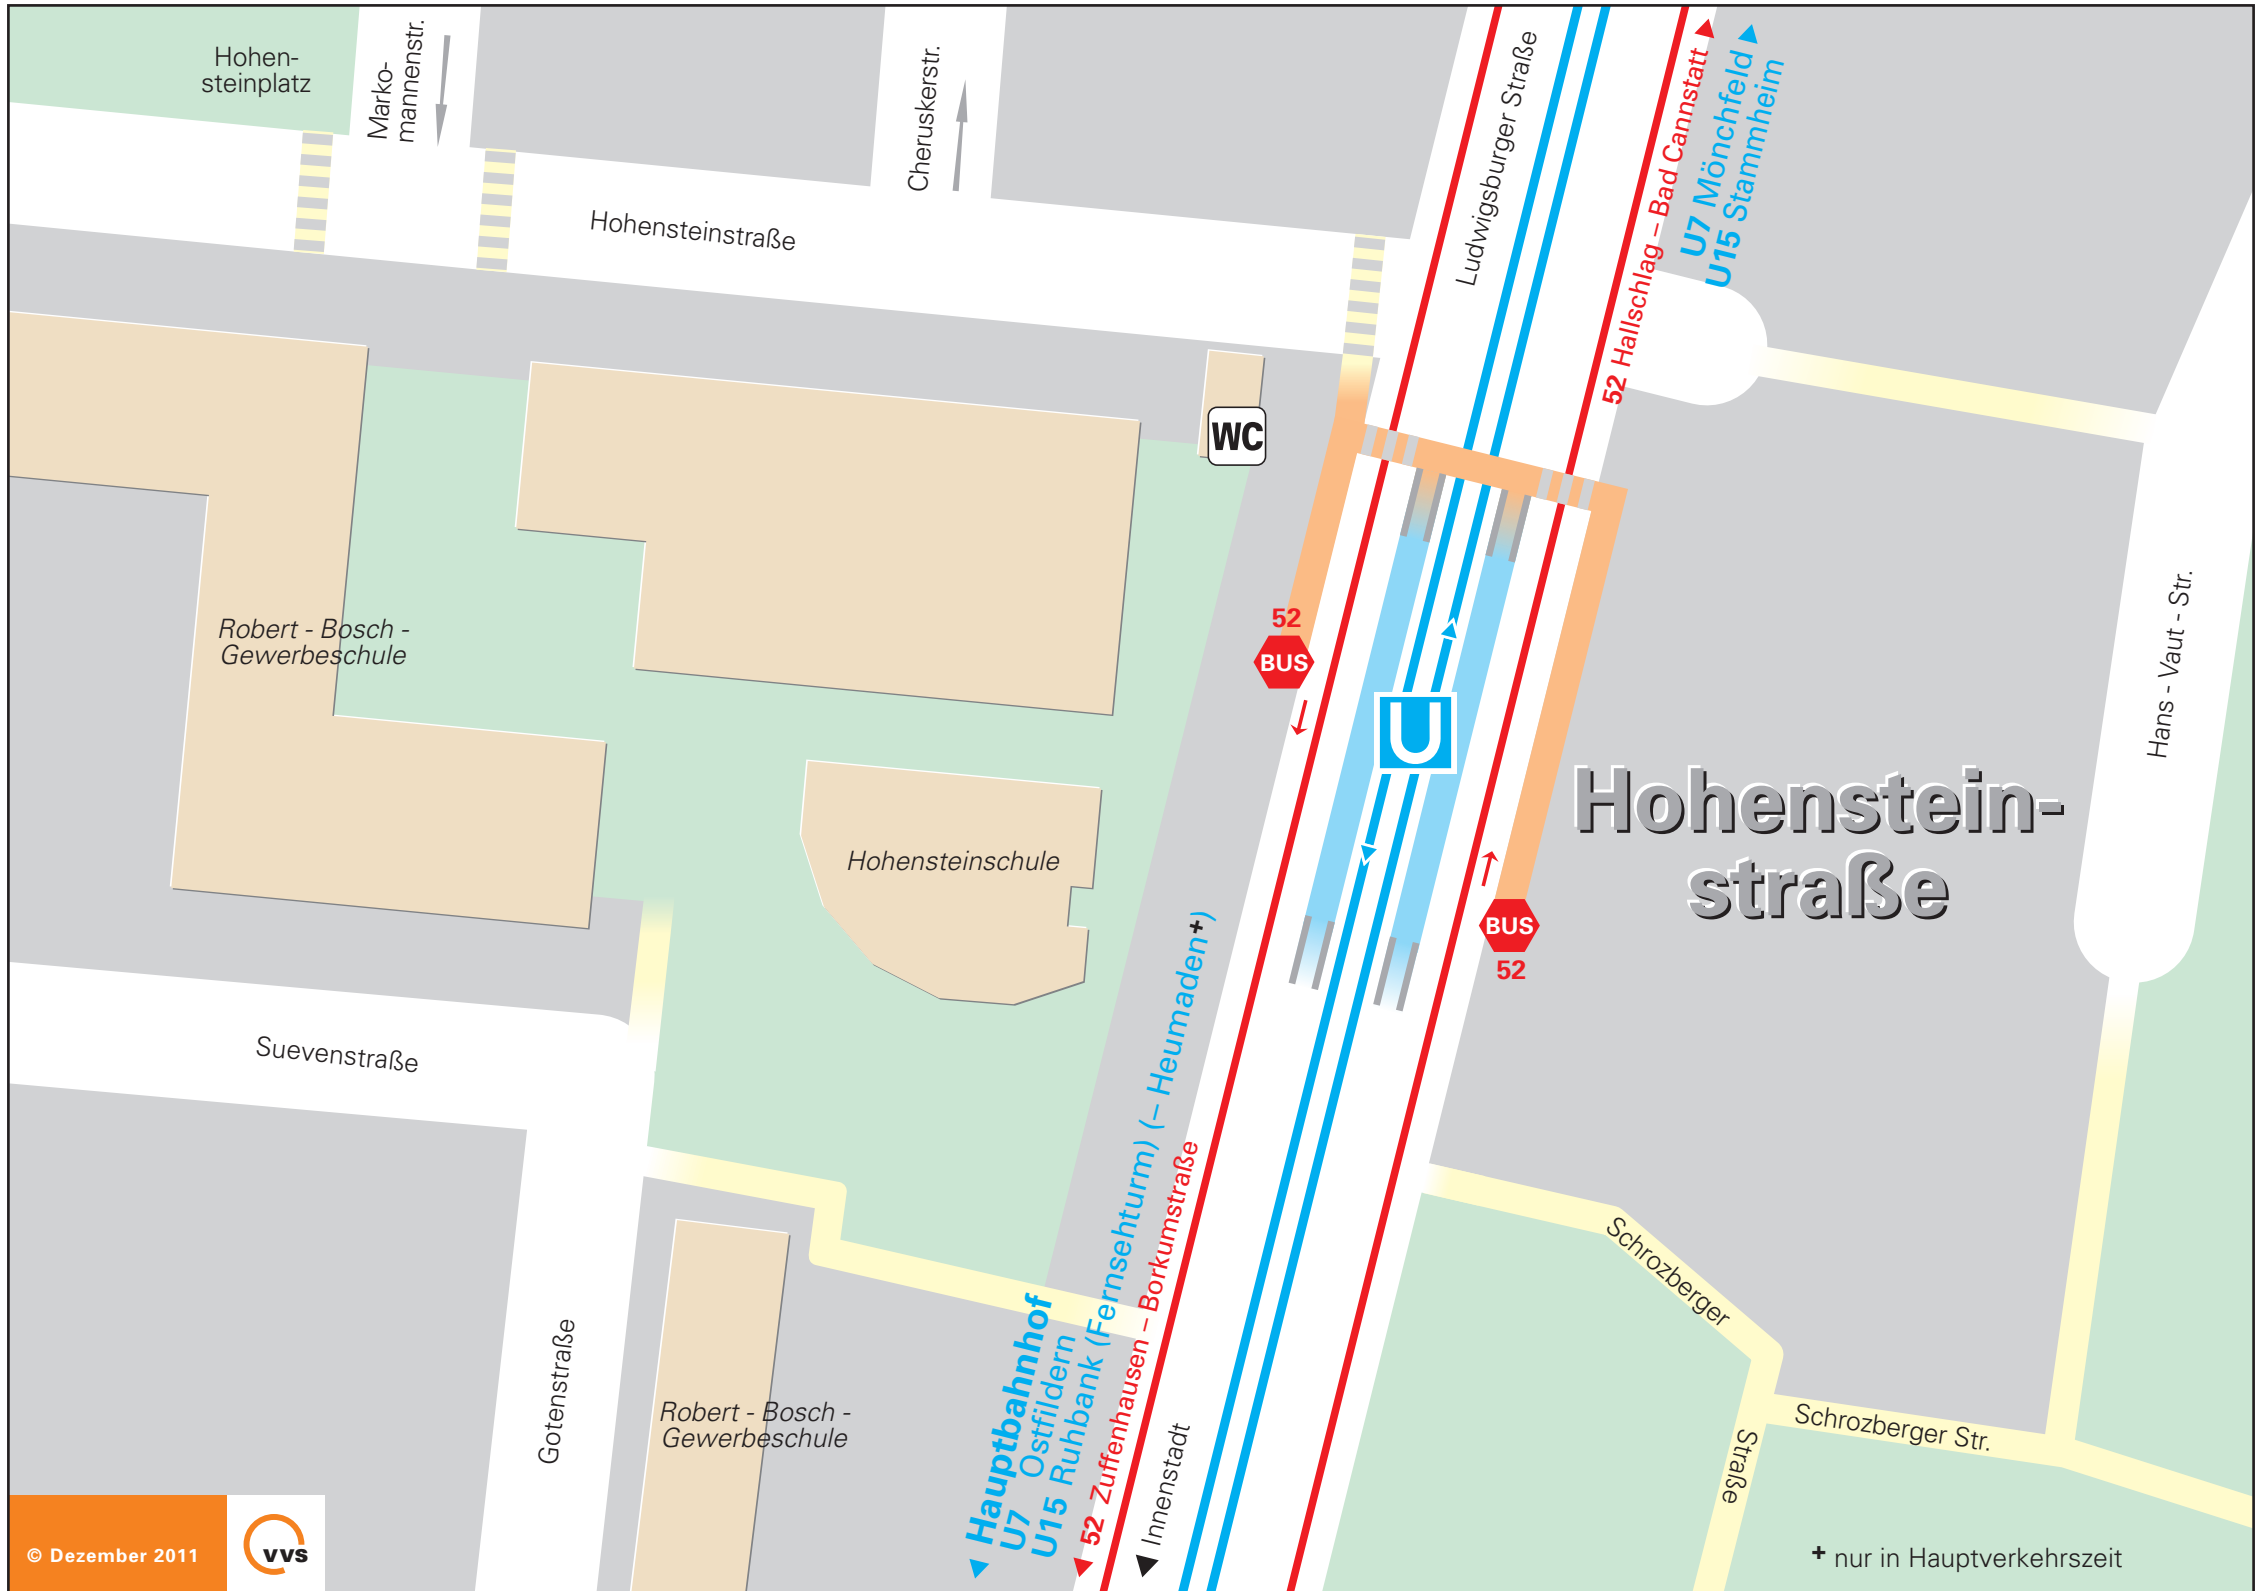 Hohen-
steinplatz
Marko-
mannenstr.
Cheruskerstr.
Hohensteinstraße
Ludwigsburger Straße
52 Hallschlag – Bad Cannstatt
U7 Mönchfeld
U15 Stammheim
WC
Robert - Bosch -
Gewerbeschule
52
BUS
U
Hans - Vaut - Str.
Hohenstein-
straße
Hohensteinschule
BUS
52
Suevenstraße
Gotenstraße
Robert - Bosch -
Gewerbeschule
Hauptbahnhof
U7 Ostfildern
U15 Ruhbank (Fernsehturm) (– Heumaden+)
52 Zuffenhausen – Borkumstraße
Innenstadt
Schrozberger
Straße
Schrozberger Str.
© Dezember 2011
vvs
+ nur in Hauptverkehrszeit